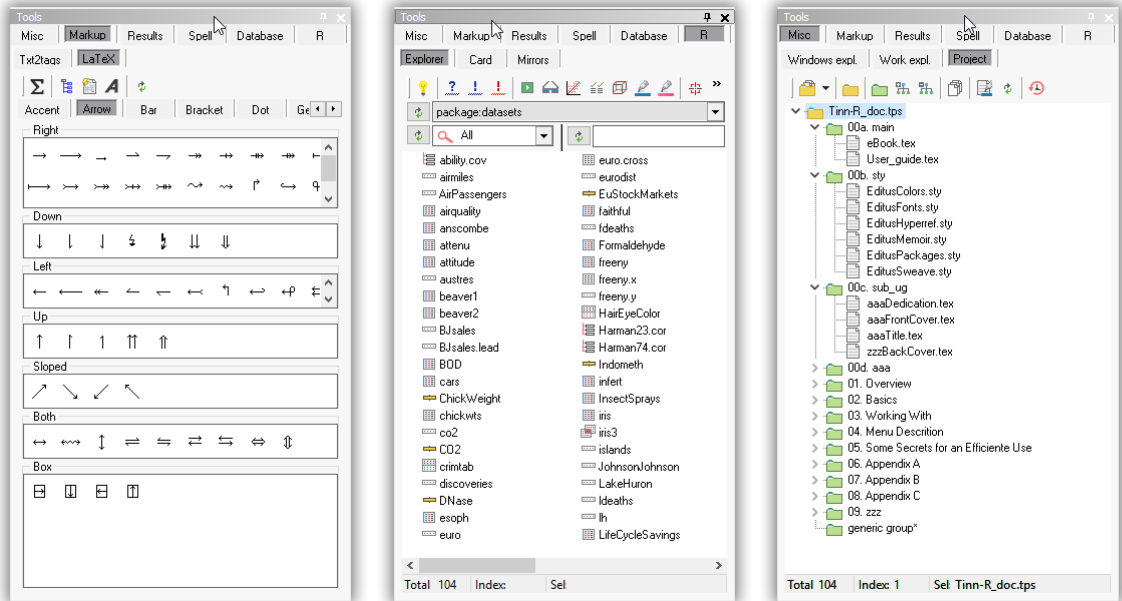 Tools
Misc Markup Results Spell Database R
Txt2tags LaTeX
Accent Arrow Bar Bracket Dot Ge
Right
Down
Left
Up
Sloped
Both
Box
Tools
Misc Markup Results Spell Database R
Explorer Card Mirrors
package:datasets
All
ability.cov
airmiles
AirPassengers
airquality
anscombe
attenu
attitude
austres
beaver1
beaver2
BJsales
BJsales.lead
BOD
cars
ChickWeight
chickwts
co2
CO2
crimtab
discoveries
DNase
esoph
euro
euro.cross
eurodist
EuStockMarkets
faithful
fdeaths
Formaldehyde
freeny
freeny.x
freeny.y
HairEyeColor
Harman23.cor
Harman74.cor
Indometh
infert
InsectSprays
iris
iris3
islands
JohnsonJohnson
LakeHuron
ldeaths
lh
LifeCycleSavings
Total 104 Index: Sel:
Tools
Misc Markup Results Spell Database R
Windows expl. Work expl. Project
Tinn-R_doc.tps
00a. main
eBook.tex
User_guide.tex
00b. sty
EditusColors.sty
EditusFonts.sty
EditusHyperref.sty
EditusMemoir.sty
EditusPackages.sty
EditusSweave.sty
00c. sub_ug
aaaDedication.tex
aaaFrontCover.tex
aaaTitle.tex
zzzBackCover.tex
00d. aaa
01. Overview
02. Basics
03. Working With
04. Menu Descrition
05. Some Secrets for an Efficiente Use
06. Appendix A
07. Appendix B
08. Appendix C
09. zzz
generic group*
Total 104 Index: 1 Sel: Tinn-R_doc.tps